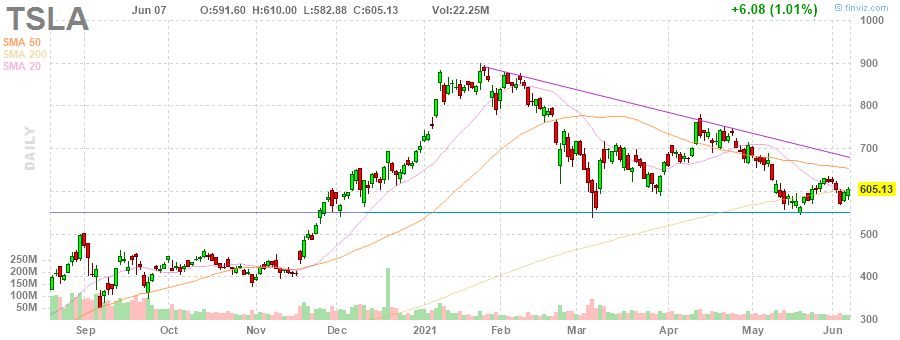 TSLA Jun 07 O:591.60 H:610.00 L:582.88 C:605.13 Vol:22.25M +6.08 (1.01%) finviz.com
SMA 50
SMA 200
SMA 20
DAILY
1000
900
800
700
605.13
500
400
300
250M
200M
150M
100M
50M
Sep Oct Nov Dec 2021 Feb Mar Apr May Jun